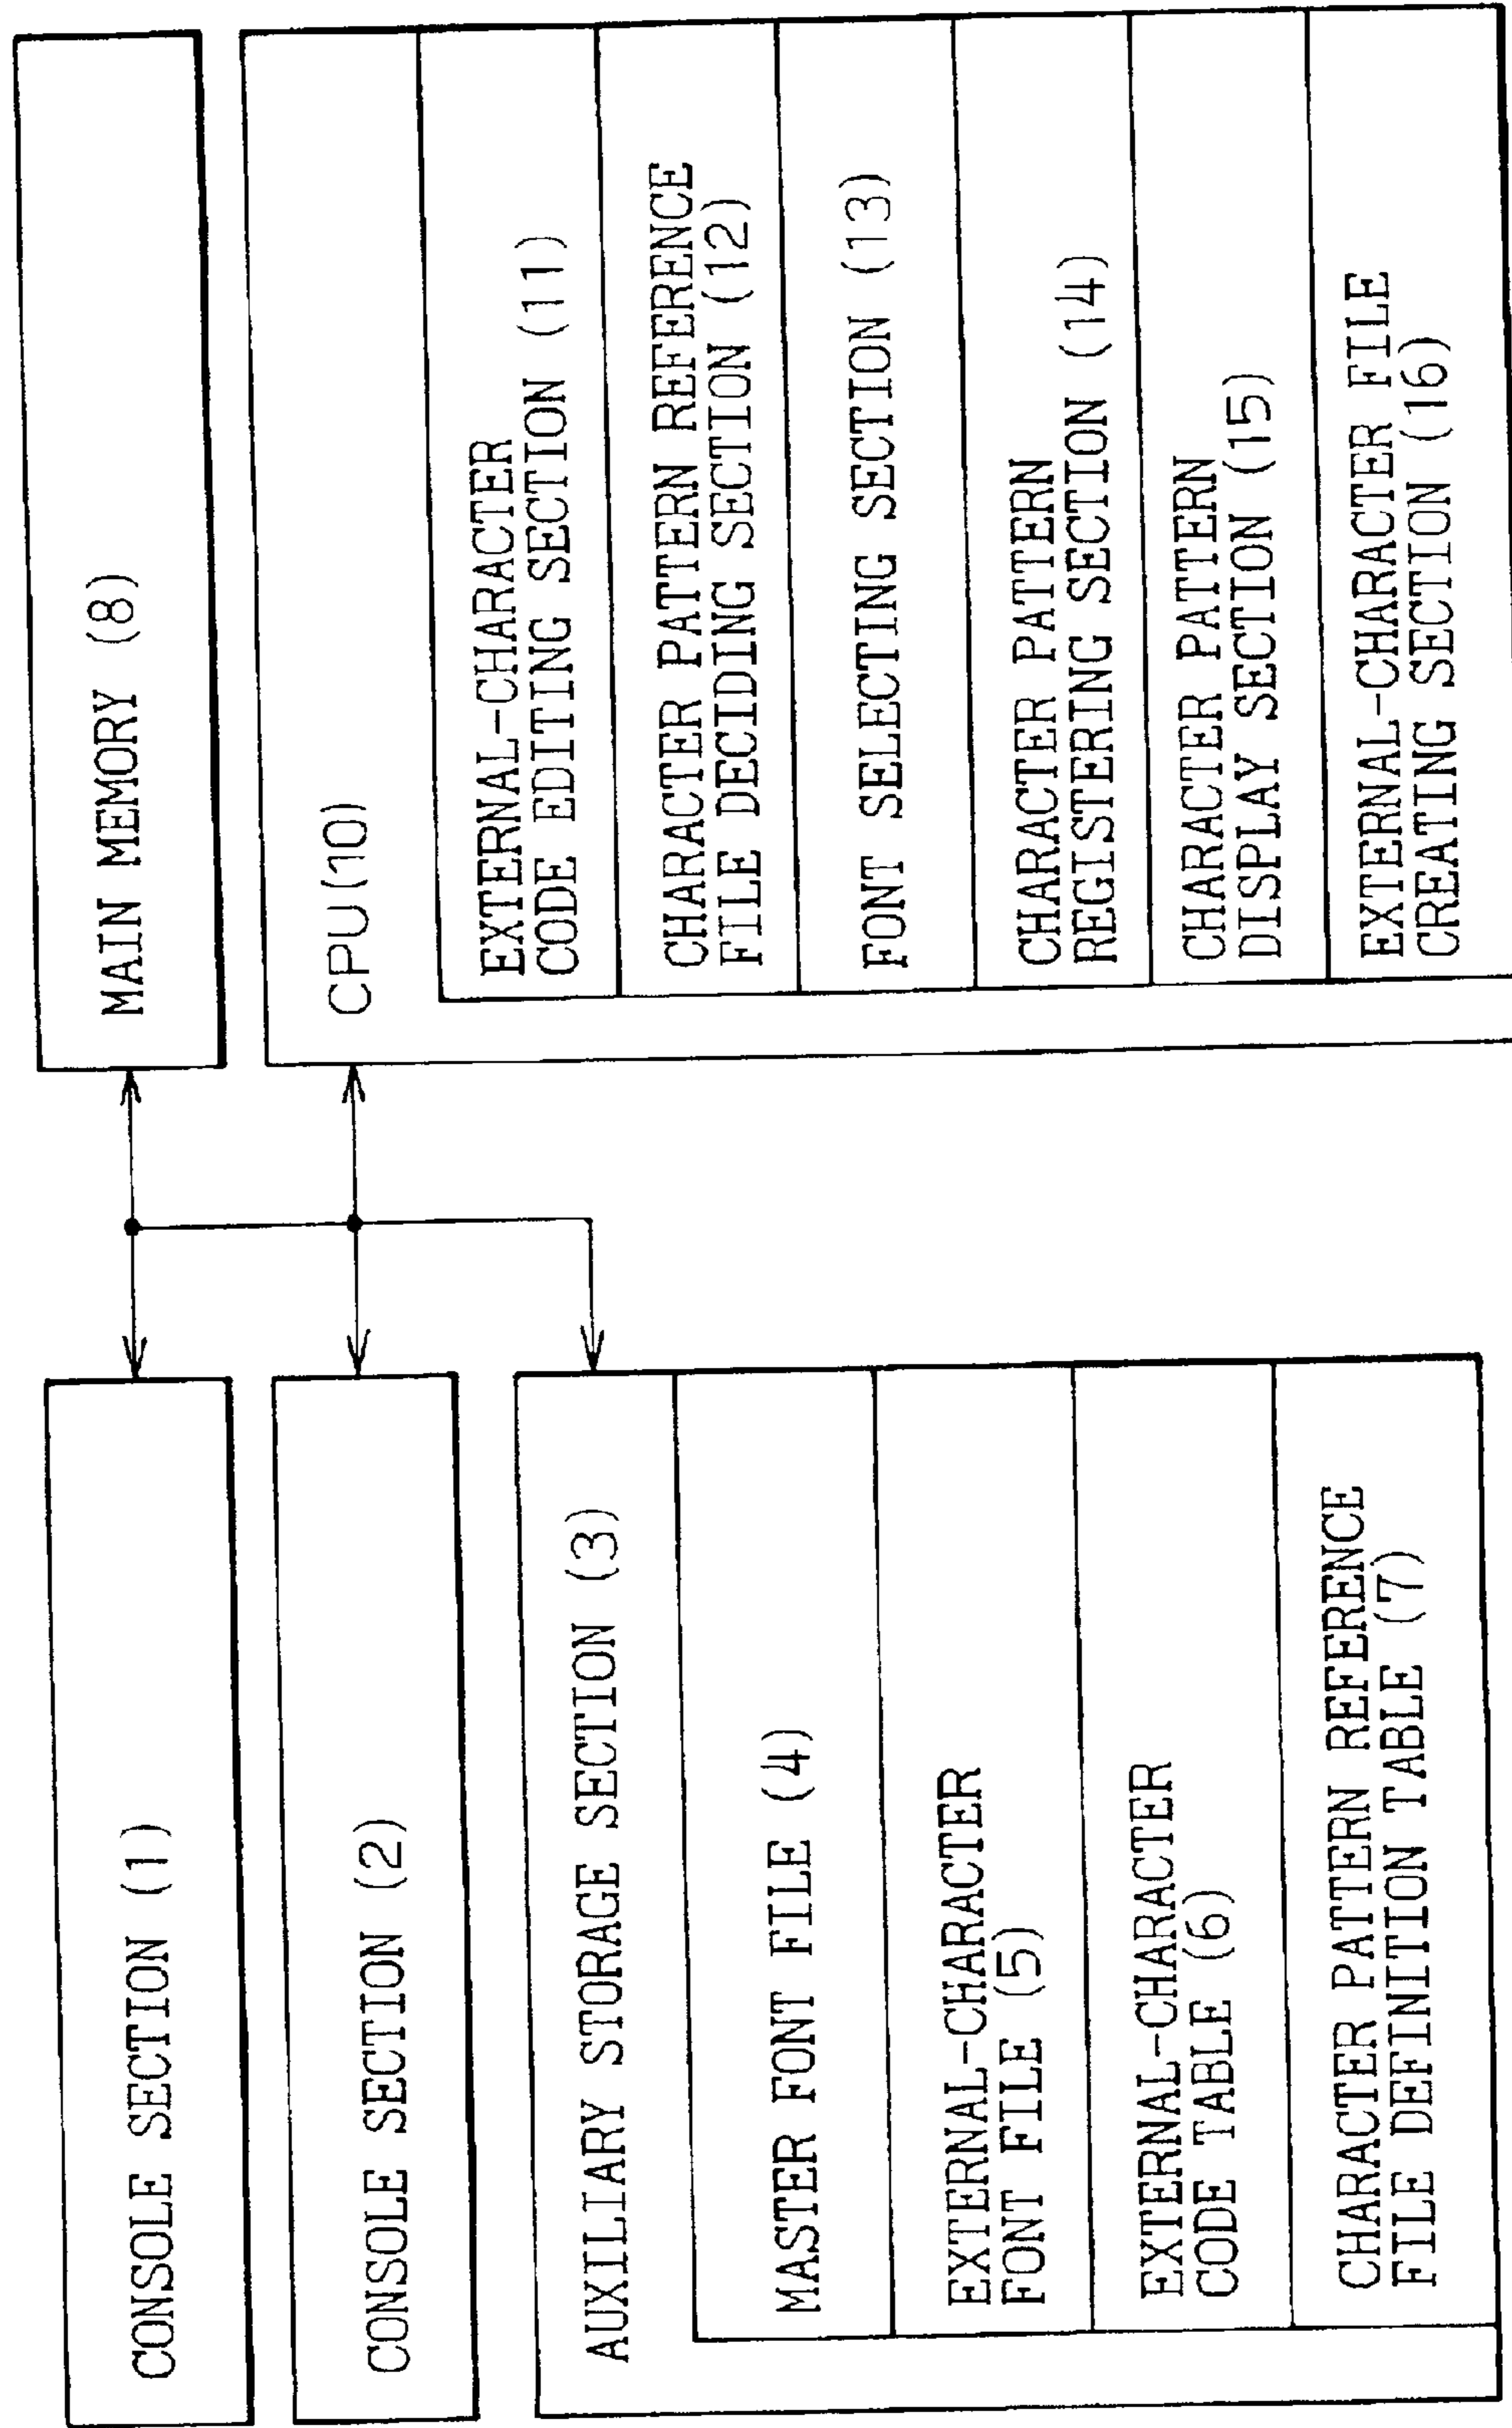 CONSOLE SECTION (1)
CONSOLE SECTION (2)
AUXILIARY STORAGE SECTION (3)
MASTER FONT FILE (4)
EXTERNAL-CHARACTER
FONT FILE (5)
EXTERNAL-CHARACTER
CODE TABLE (6)
CHARACTER PATTERN REFERENCE
FILE DEFINITION TABLE (7)
MAIN MEMORY (8)
CPU(10)
EXTERNAL-CHARACTER
CODE EDITING SECTION (11)
CHARACTER PATTERN REFERENCE
FILE DECIDING SECTION (12)
FONT SELECTING SECTION (13)
CHARACTER PATTERN
REGISTERING SECTION (14)
CHARACTER PATTERN
DISPLAY SECTION (15)
EXTERNAL-CHARACTER FILE
CREATING SECTION (16)